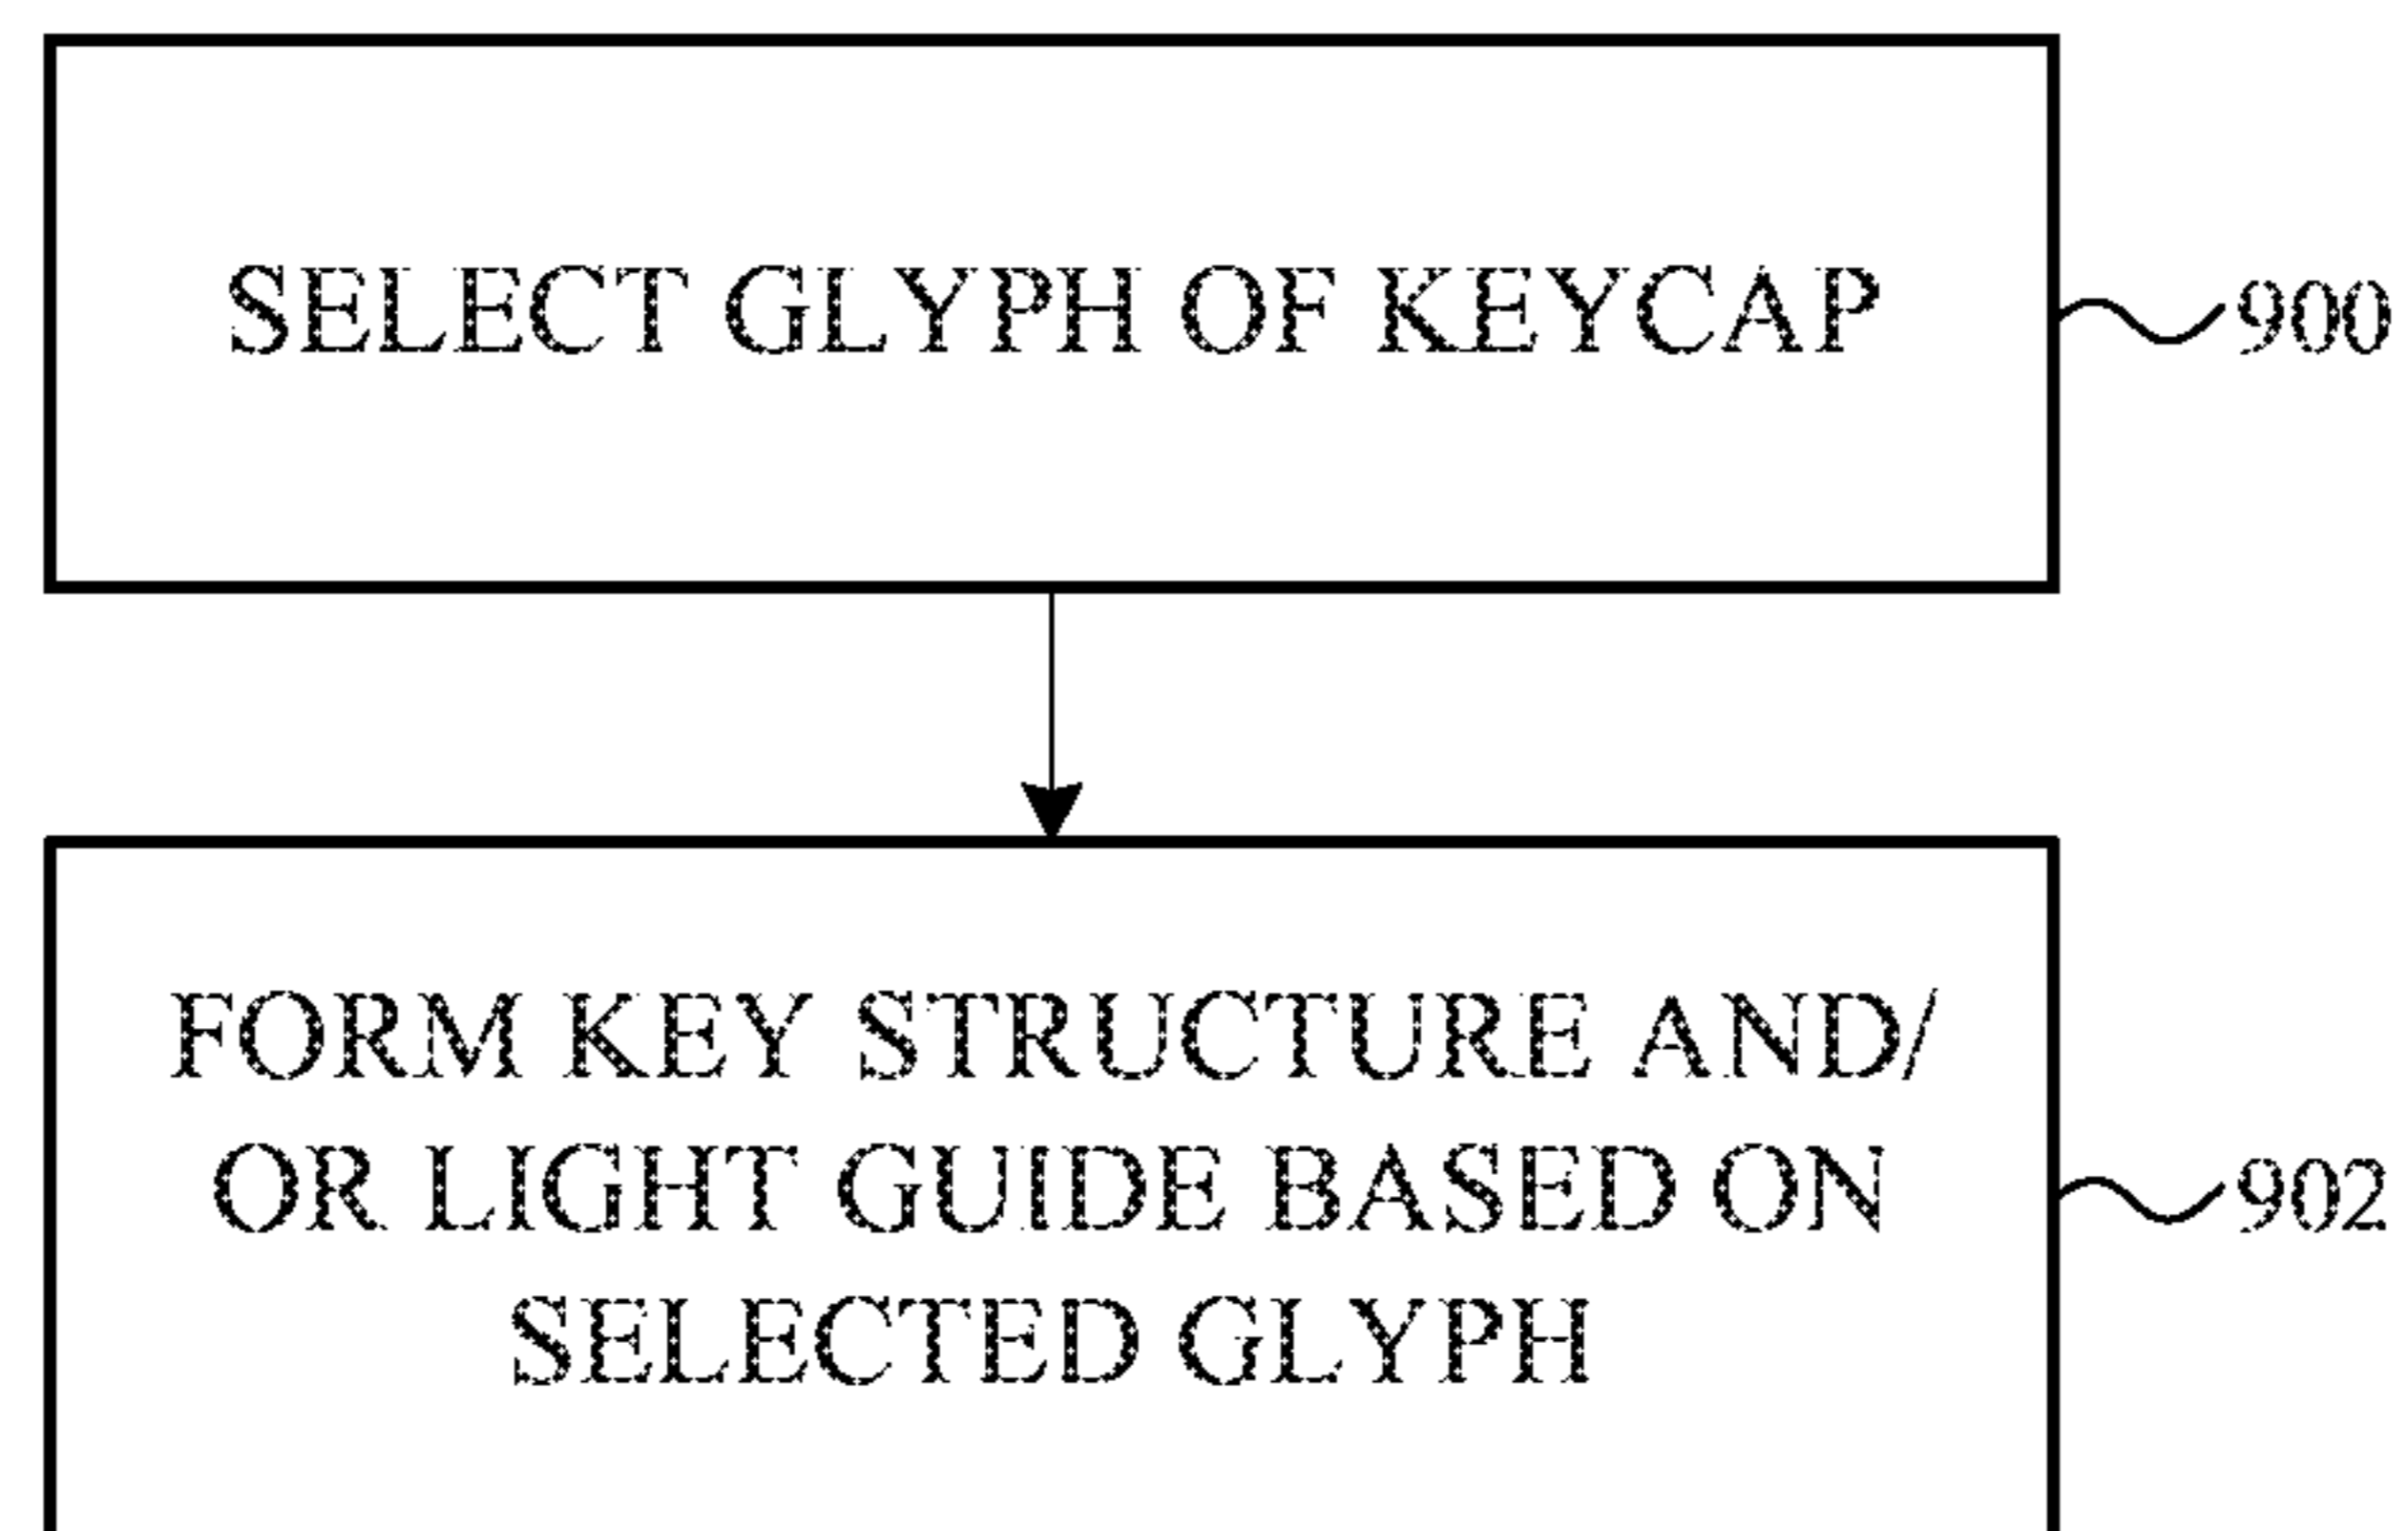 SELECT GLYPH OF KEYCAP
900
FORM KEY STRUCTURE AND/
OR LIGHT GUIDE BASED ON
SELECTED GLYPH
902